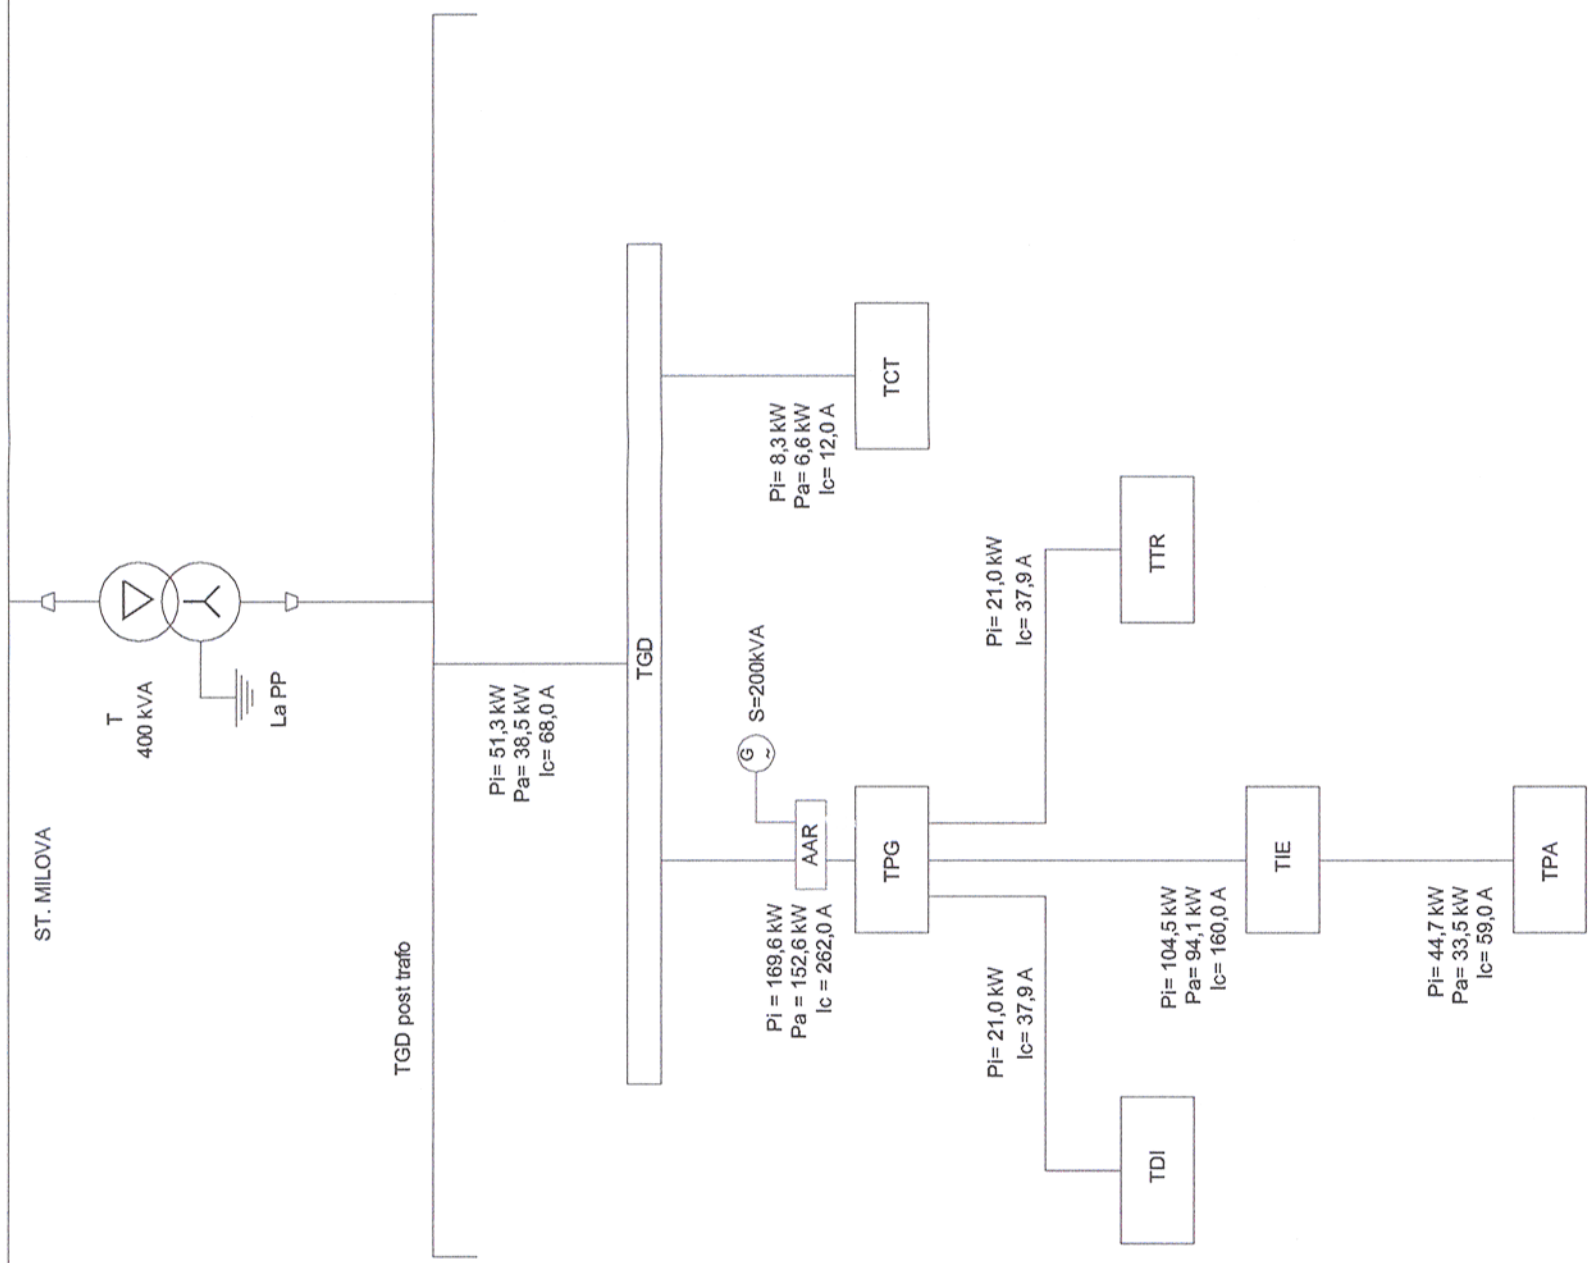 ST. MILOVA
T
400 kVA
La PP
TGD post trafo
Pi= 51,3 kW
Pa= 38,5 kW
Ic= 68,0 A
TGD
G
~
S=200kVA
AAR
Pi = 169,6 kW
Pa = 152,6 kW
Ic = 262,0 A
TPG
Pi= 8,3 kW
Pa= 6,6 kW
Ic= 12,0 A
TCT
Pi= 21,0 kW
Ic= 37,9 A
TDI
Pi= 21,0 kW
Ic= 37,9 A
TTR
Pi= 104,5 kW
Pa= 94,1 kW
Ic= 160,0 A
TIE
Pi= 44,7 kW
Pa= 33,5 kW
Ic= 59,0 A
TPA